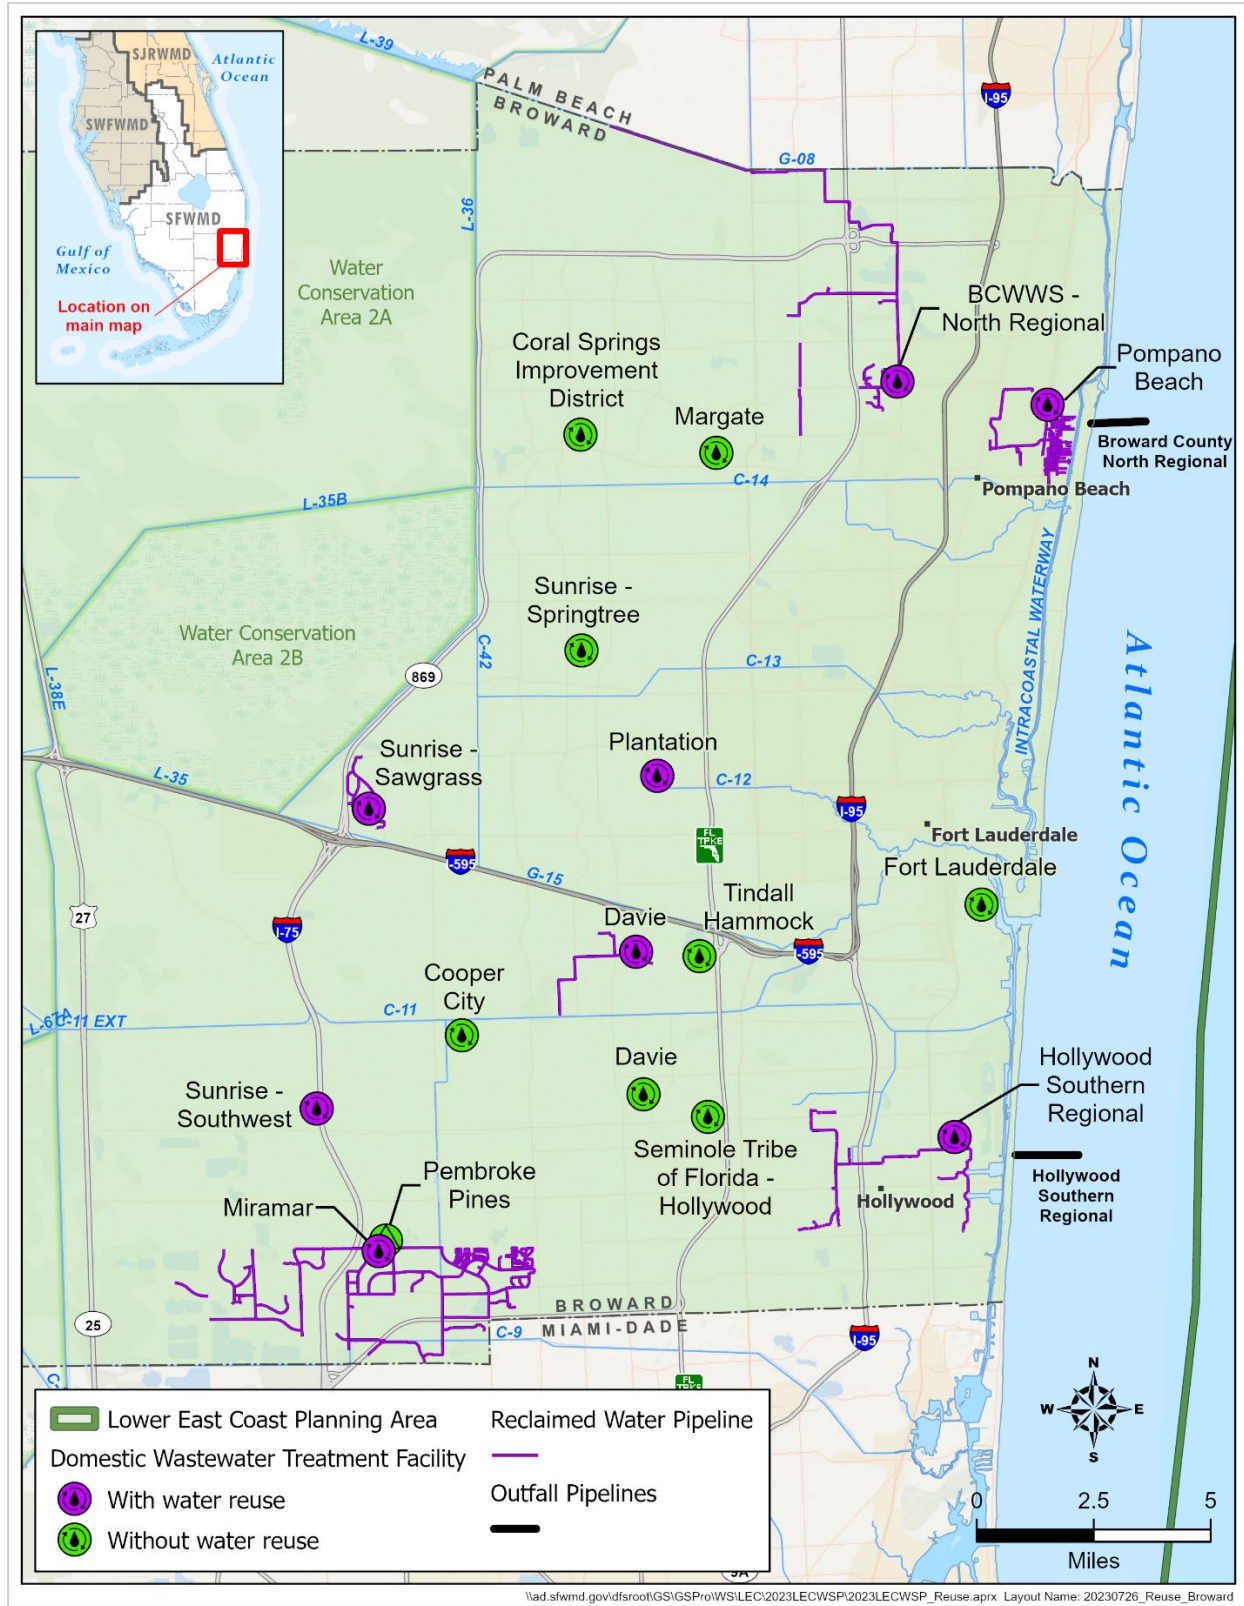 SJRWMD
Atlantic
Ocean
SWFWMD
SFWMD
Gulf of
Mexico
Location on
main map
L-39
PALM BEACH
BROWARD
I-95
G-08
L-36
Water
Conservation
Area 2A
BCWWS -
North Regional
Coral Springs
Improvement
District
Pompano
Beach
Margate
Broward County
North Regional
C-14
Pompano Beach
L-35B
INTRACOASTAL WATERWAY
Sunrise -
Springtree
Water Conservation
Area 2B
C-42
C-13
869
L-38E
Atlantic Ocean
Sunrise -
Sawgrass
Plantation
L-35
C-12
I-95
FL
TPKE
Fort Lauderdale
I-595
G-15
Fort Lauderdale
Tindall
Hammock
27
I-75
Davie
I-595
Cooper
City
L-67A
C-11 EXT
C-11
Davie
Hollywood
Southern
Regional
Sunrise -
Southwest
Seminole Tribe
of Florida -
Hollywood
Hollywood
Southern
Regional
Pembroke
Pines
Miramar
Hollywood
BROWARD
MIAMI-DADE
25
C-9
I-95
C-
FL
TPKE
N
W E
S
Lower East Coast Planning Area
Domestic Wastewater Treatment Facility
With water reuse
Without water reuse
Reclaimed Water Pipeline
Outfall Pipelines
0 2.5 5
Miles
9A
\\ad.sfwmd.gov\dfsroot\GS\GSPro\WS\LEC\2023LECWSP\2023LECWSP_Reuse.aprx Layout Name: 20230726_Reuse_Broward